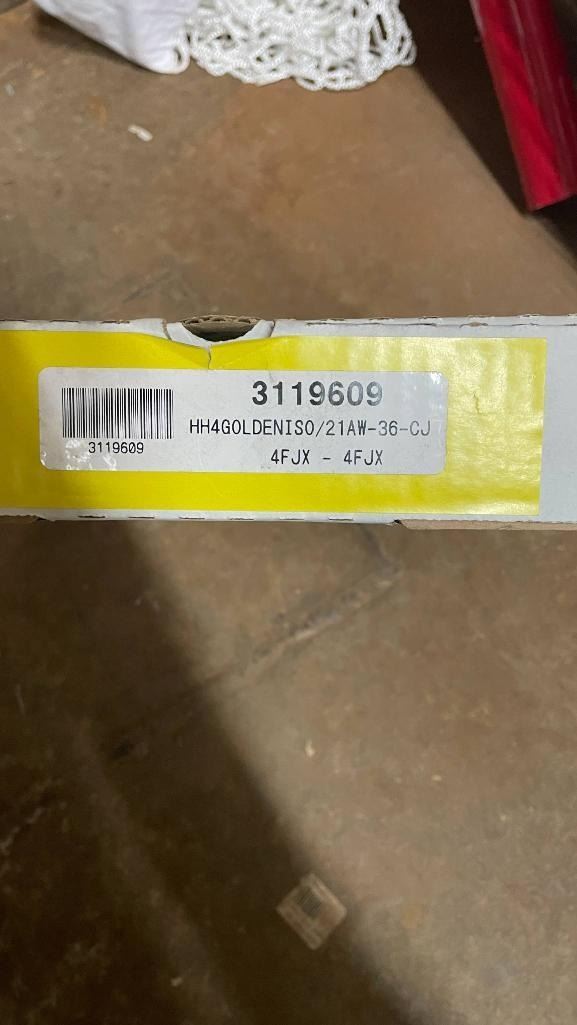 3119609
HH4GOLDENISO/21AW-36-CJ
3119609
4FJX - 4FJX